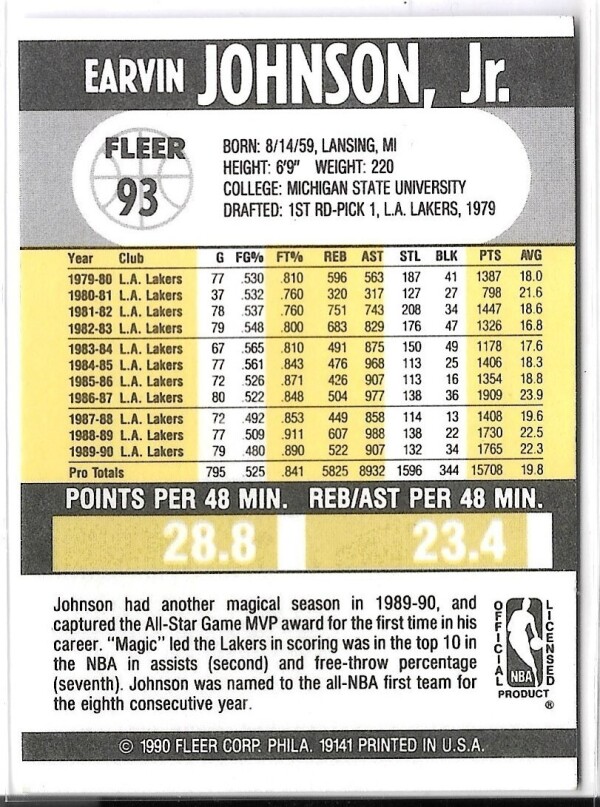 EARVIN JOHNSON, Jr.
FLEER
93
BORN: 8/14/59, LANSING, MI
HEIGHT: 6'9" WEIGHT: 220
COLLEGE: MICHIGAN STATE UNIVERSITY
DRAFTED: 1ST RD-PICK 1, L.A. LAKERS, 1979
Year Club G FG% FT% REB AST STL BLK PTS AVG
1979-80 L.A. Lakers 77 .530 .810 596 563 187 41 1387 18.0
1980-81 L.A. Lakers 37 .532 .760 320 317 127 27 798 21.6
1981-82 L.A. Lakers 78 .537 .760 751 743 208 34 1447 18.6
1982-83 L.A. Lakers 79 .548 .800 683 829 176 47 1326 16.8
1983-84 L.A. Lakers 67 .565 .810 491 875 150 49 1178 17.6
1984-85 L.A. Lakers 77 .561 .843 476 968 113 25 1406 18.3
1985-86 L.A. Lakers 72 .526 .871 426 907 113 16 1354 18.8
1986-87 L.A. Lakers 80 .522 .848 504 977 138 36 1909 23.9
1987-88 L.A. Lakers 72 .492 .853 449 858 114 13 1408 19.6
1988-89 L.A. Lakers 77 .509 .911 607 988 138 22 1730 22.5
1989-90 L.A. Lakers 79 .480 .890 522 907 132 34 1765 22.3
Pro Totals 795 .525 .841 5825 8932 1596 344 15708 19.8
POINTS PER 48 MIN. REB/AST PER 48 MIN.
28.8 23.4
Johnson had another magical season in 1989-90, and
captured the All-Star Game MVP award for the first time in his
career. "Magic" led the Lakers in scoring was in the top 10 in
the NBA in assists (second) and free-throw percentage
(seventh). Johnson was named to the all-NBA first team for
the eighth consecutive year.
OFFICIAL
LICENSED
NBA
PRODUCT
®
© 1990 FLEER CORP. PHILA. 19141 PRINTED IN U.S.A.